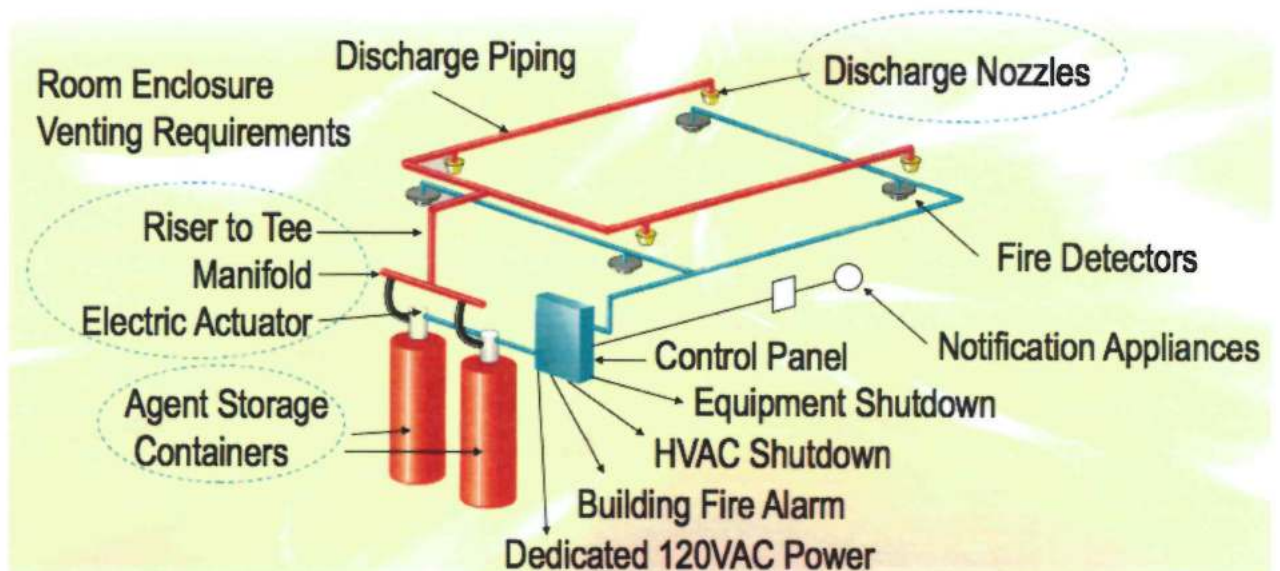 Discharge Piping
Discharge Nozzles
Room Enclosure
Venting Requirements
Riser to Tee
Manifold
Electric Actuator
Fire Detectors
Control Panel
Notification Appliances
Agent Storage
Containers
Equipment Shutdown
HVAC Shutdown
Building Fire Alarm
Dedicated 120VAC Power